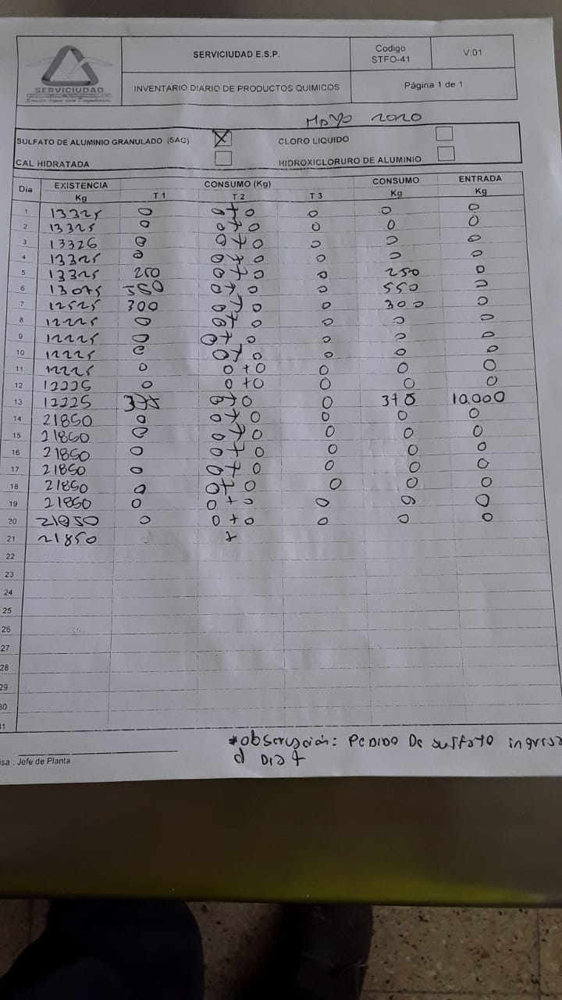 SERVICIUDAD
SERVICIUDAD E.S.P.
Codigo STFO-41
V:01
INVENTARIO DIARIO DE PRODUCTOS QUIMICOS
Página 1 de 1
Mayo 2020
SULFATO DE ALUMINIO GRANULADO (SAG) X CLORO LIQUIDO
CAL HIDRATADA HIDROXICLORURO DE ALUMINIO
Dia EXISTENCIA Kg CONSUMO (Kg) T 1 T 2 T 3 CONSUMO Kg ENTRADA Kg
1 13325 0 0+0 0 0 0
2 13325 0 0+0 0 0 0
3 13325 0 0+0 0 0 0
4 13325 0 0+0 0 0 0
5 13325 250 0+0 0 250 0
6 13075 550 0+0 0 550 0
7 12525 300 0+0 0 300 0
8 12225 0 0+0 0 0 0
9 12225 0 0+0 0 0 0
10 12225 0 0+0 0 0 0
11 12225 0 0+0 0 0 0
12 12225 0 0+0 0 0 0
13 12225 375 0+0 0 375 10.000
14 21850 0 0+0 0 0 0
15 21850 0 0+0 0 0 0
16 21850 0 0+0 0 0 0
17 21850 0 0+0 0 0 0
18 21850 0 0+0 0 0 0
19 21850 0 0+0 0 0 0
20 21850 0 0+0 0 0 0
21 21850 +
22
23
24
25
26
27
28
29
30
31
*Observación: Pedido De sulfato ingresa
Dia
isa : Jefe de Planta